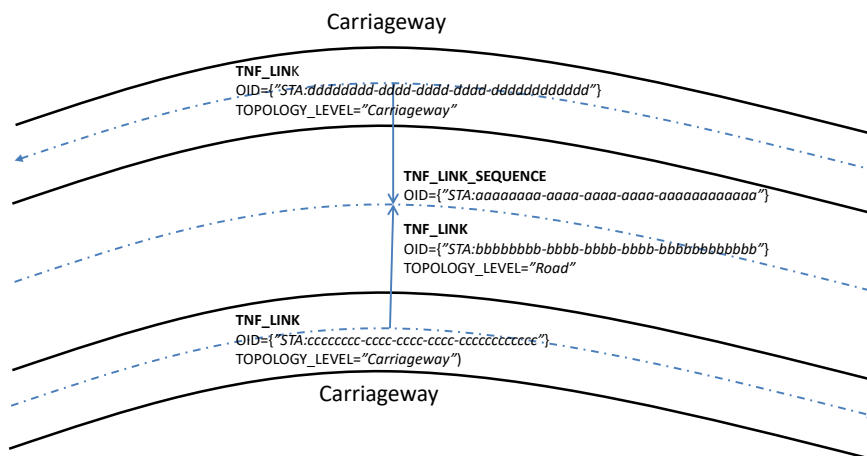 Carriageway
TNF_LINK
OID={"STA:dddddddd-dddd-dddd-dddd-dddddddddddd"}
TOPOLOGY_LEVEL="Carriageway"
TNF_LINK_SEQUENCE
OID={"STA:aaaaaaaa-aaaa-aaaa-aaaa-aaaaaaaaaaaa"}
TNF_LINK
OID={"STA:bbbbbbbb-bbbb-bbbb-bbbb-bbbbbbbbbbbb"}
TOPOLOGY_LEVEL="Road"
TNF_LINK
OID={"STA:cccccccc-cccc-cccc-cccc-cccccccccccc"}
TOPOLOGY_LEVEL="Carriageway")
Carriageway